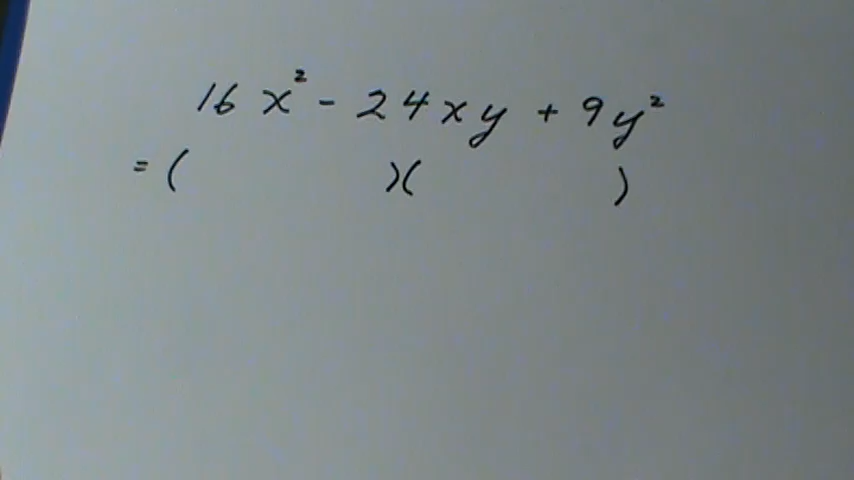 16x² - 24xy + 9y²
= (    )(    )